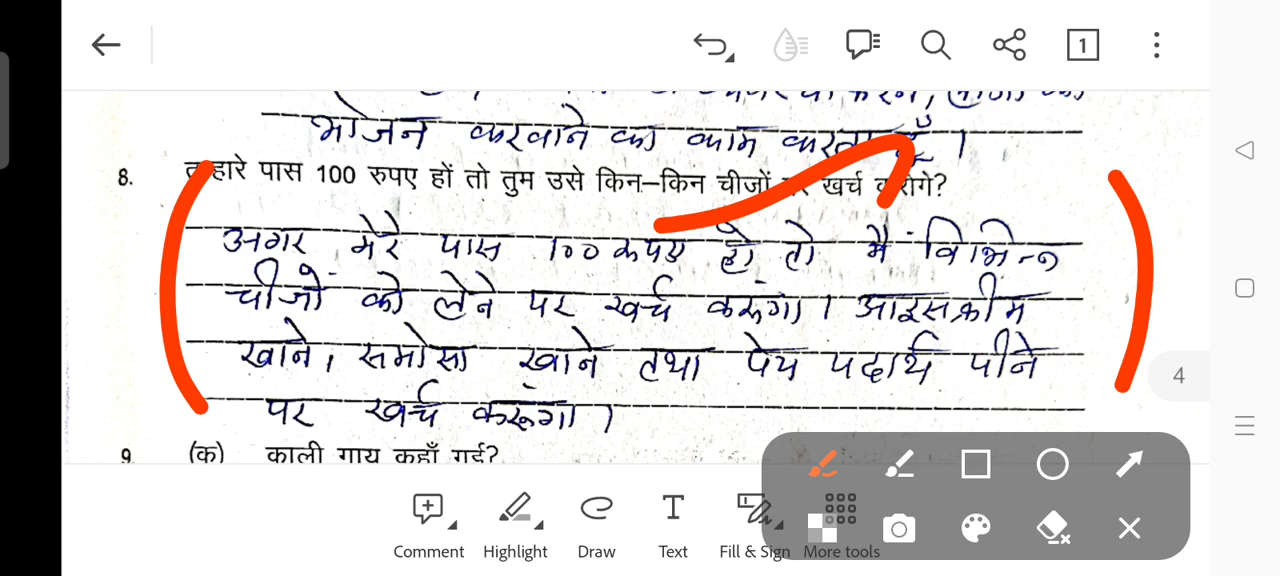 1
भोजन करवाने का काम करता हूँ।
8. तुम्हारे पास 100 रुपए हों तो तुम उसे किन-किन चीजों पर खर्च करोगे?
अगर मेरे पास 100 रुपए हो तो मैं विभिन्न
चीजों को लेने पर खर्च करूंगा। आइसक्रीम
खाने, समोसा खाने तथा पेय पदार्थ पीने
पर खर्च करूंगा।
4
9. (क) काली गाय कहाँ गई?
Comment Highlight Draw Text Fill & Sign More tools